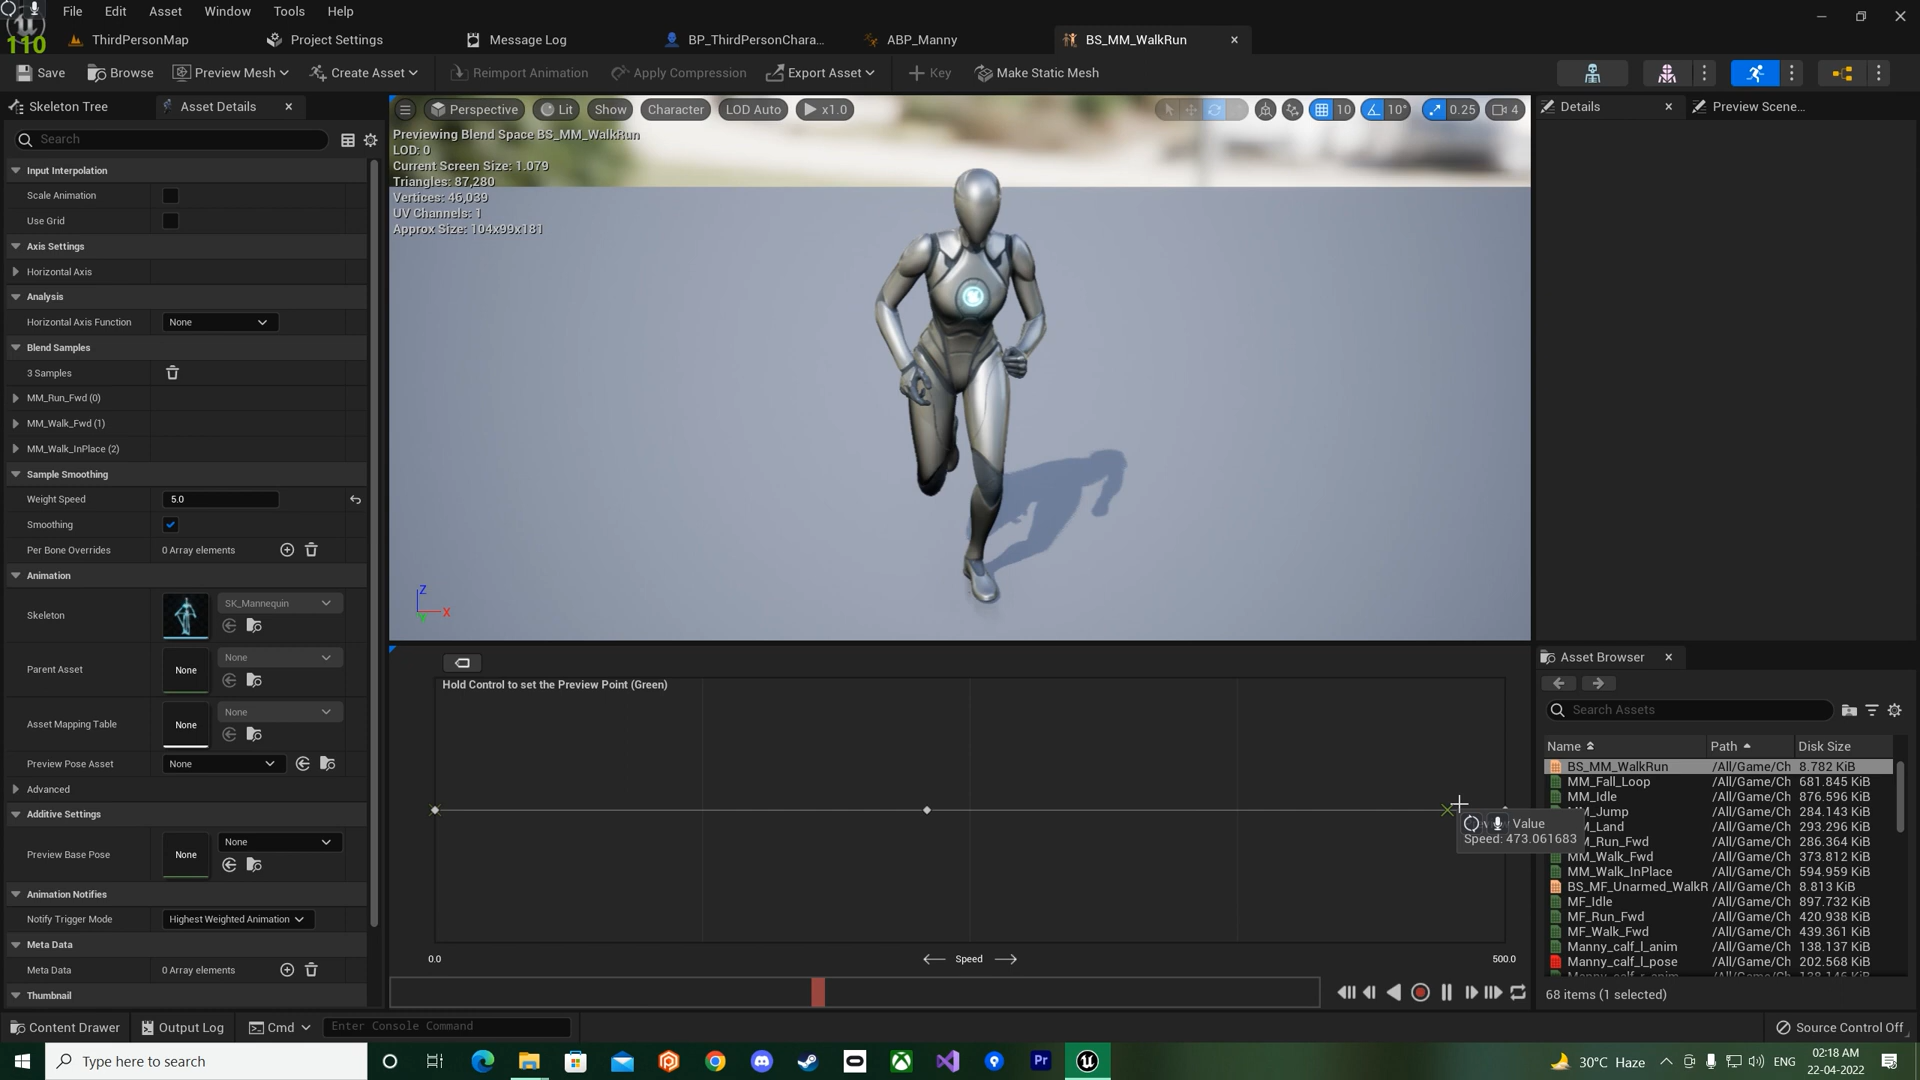 File Edit Asset Window Tools Help
110
ThirdPersonMap Project Settings Message Log BP_ThirdPersonChara... ABP_Manny BS_MM_WalkRun
Save Browse Preview Mesh Create Asset Reimport Animation Apply Compression Export Asset Key Make Static Mesh
Skeleton Tree Asset Details
Search
Input Interpolation
Scale Animation
Use Grid
Axis Settings
Horizontal Axis
Analysis
Horizontal Axis Function None
Blend Samples
3 Samples
MM_Run_Fwd (0)
MM_Walk_Fwd (1)
MM_Walk_InPlace (2)
Sample Smoothing
Weight Speed 5.0
Smoothing
Per Bone Overrides 0 Array elements
Animation
Skeleton SK_Mannequin
Parent Asset None None
Asset Mapping Table None None
Preview Pose Asset None
Advanced
Additive Settings
Preview Base Pose None None
Animation Notifies
Notify Trigger Mode Highest Weighted Animation
Meta Data
Meta Data 0 Array elements
Thumbnail
Perspective Lit Show Character LOD Auto x1.0 10 10° 0.25 4
Previewing Blend Space BS_MM_WalkRun
LOD: 0
Current Screen Size: 1.079
Triangles: 87,280
Vertices: 46,039
UV Channels: 1
Approx Size: 104x99x181
Z
X
Hold Control to set the Preview Point (Green)
Value
Speed: 473.061683
0.0 Speed 500.0
Details Preview Scene...
Asset Browser
Search Assets
Name Path Disk Size
BS_MM_WalkRun /All/Game/Ch 8.782 KiB
MM_Fall_Loop /All/Game/Ch 681.845 KiB
MM_Idle /All/Game/Ch 876.596 KiB
MM_Jump /All/Game/Ch 284.143 KiB
M_Land /All/Game/Ch 293.296 KiB
M_Run_Fwd /All/Game/Ch 286.364 KiB
MM_Walk_Fwd /All/Game/Ch 373.812 KiB
MM_Walk_InPlace /All/Game/Ch 594.959 KiB
BS_MF_Unarmed_WalkR /All/Game/Ch 8.813 KiB
MF_Idle /All/Game/Ch 897.732 KiB
MF_Run_Fwd /All/Game/Ch 420.938 KiB
MF_Walk_Fwd /All/Game/Ch 439.361 KiB
Manny_calf_l_anim /All/Game/Ch 138.137 KiB
Manny_calf_l_pose /All/Game/Ch 202.568 KiB
Manny_calf_r_anim /All/Game/Ch 138.146 KiB
68 items (1 selected)
Content Drawer Output Log Cmd Enter Console Command Source Control Off
Type here to search Pr 30°C Haze ENG 02:18 AM
22-04-2022